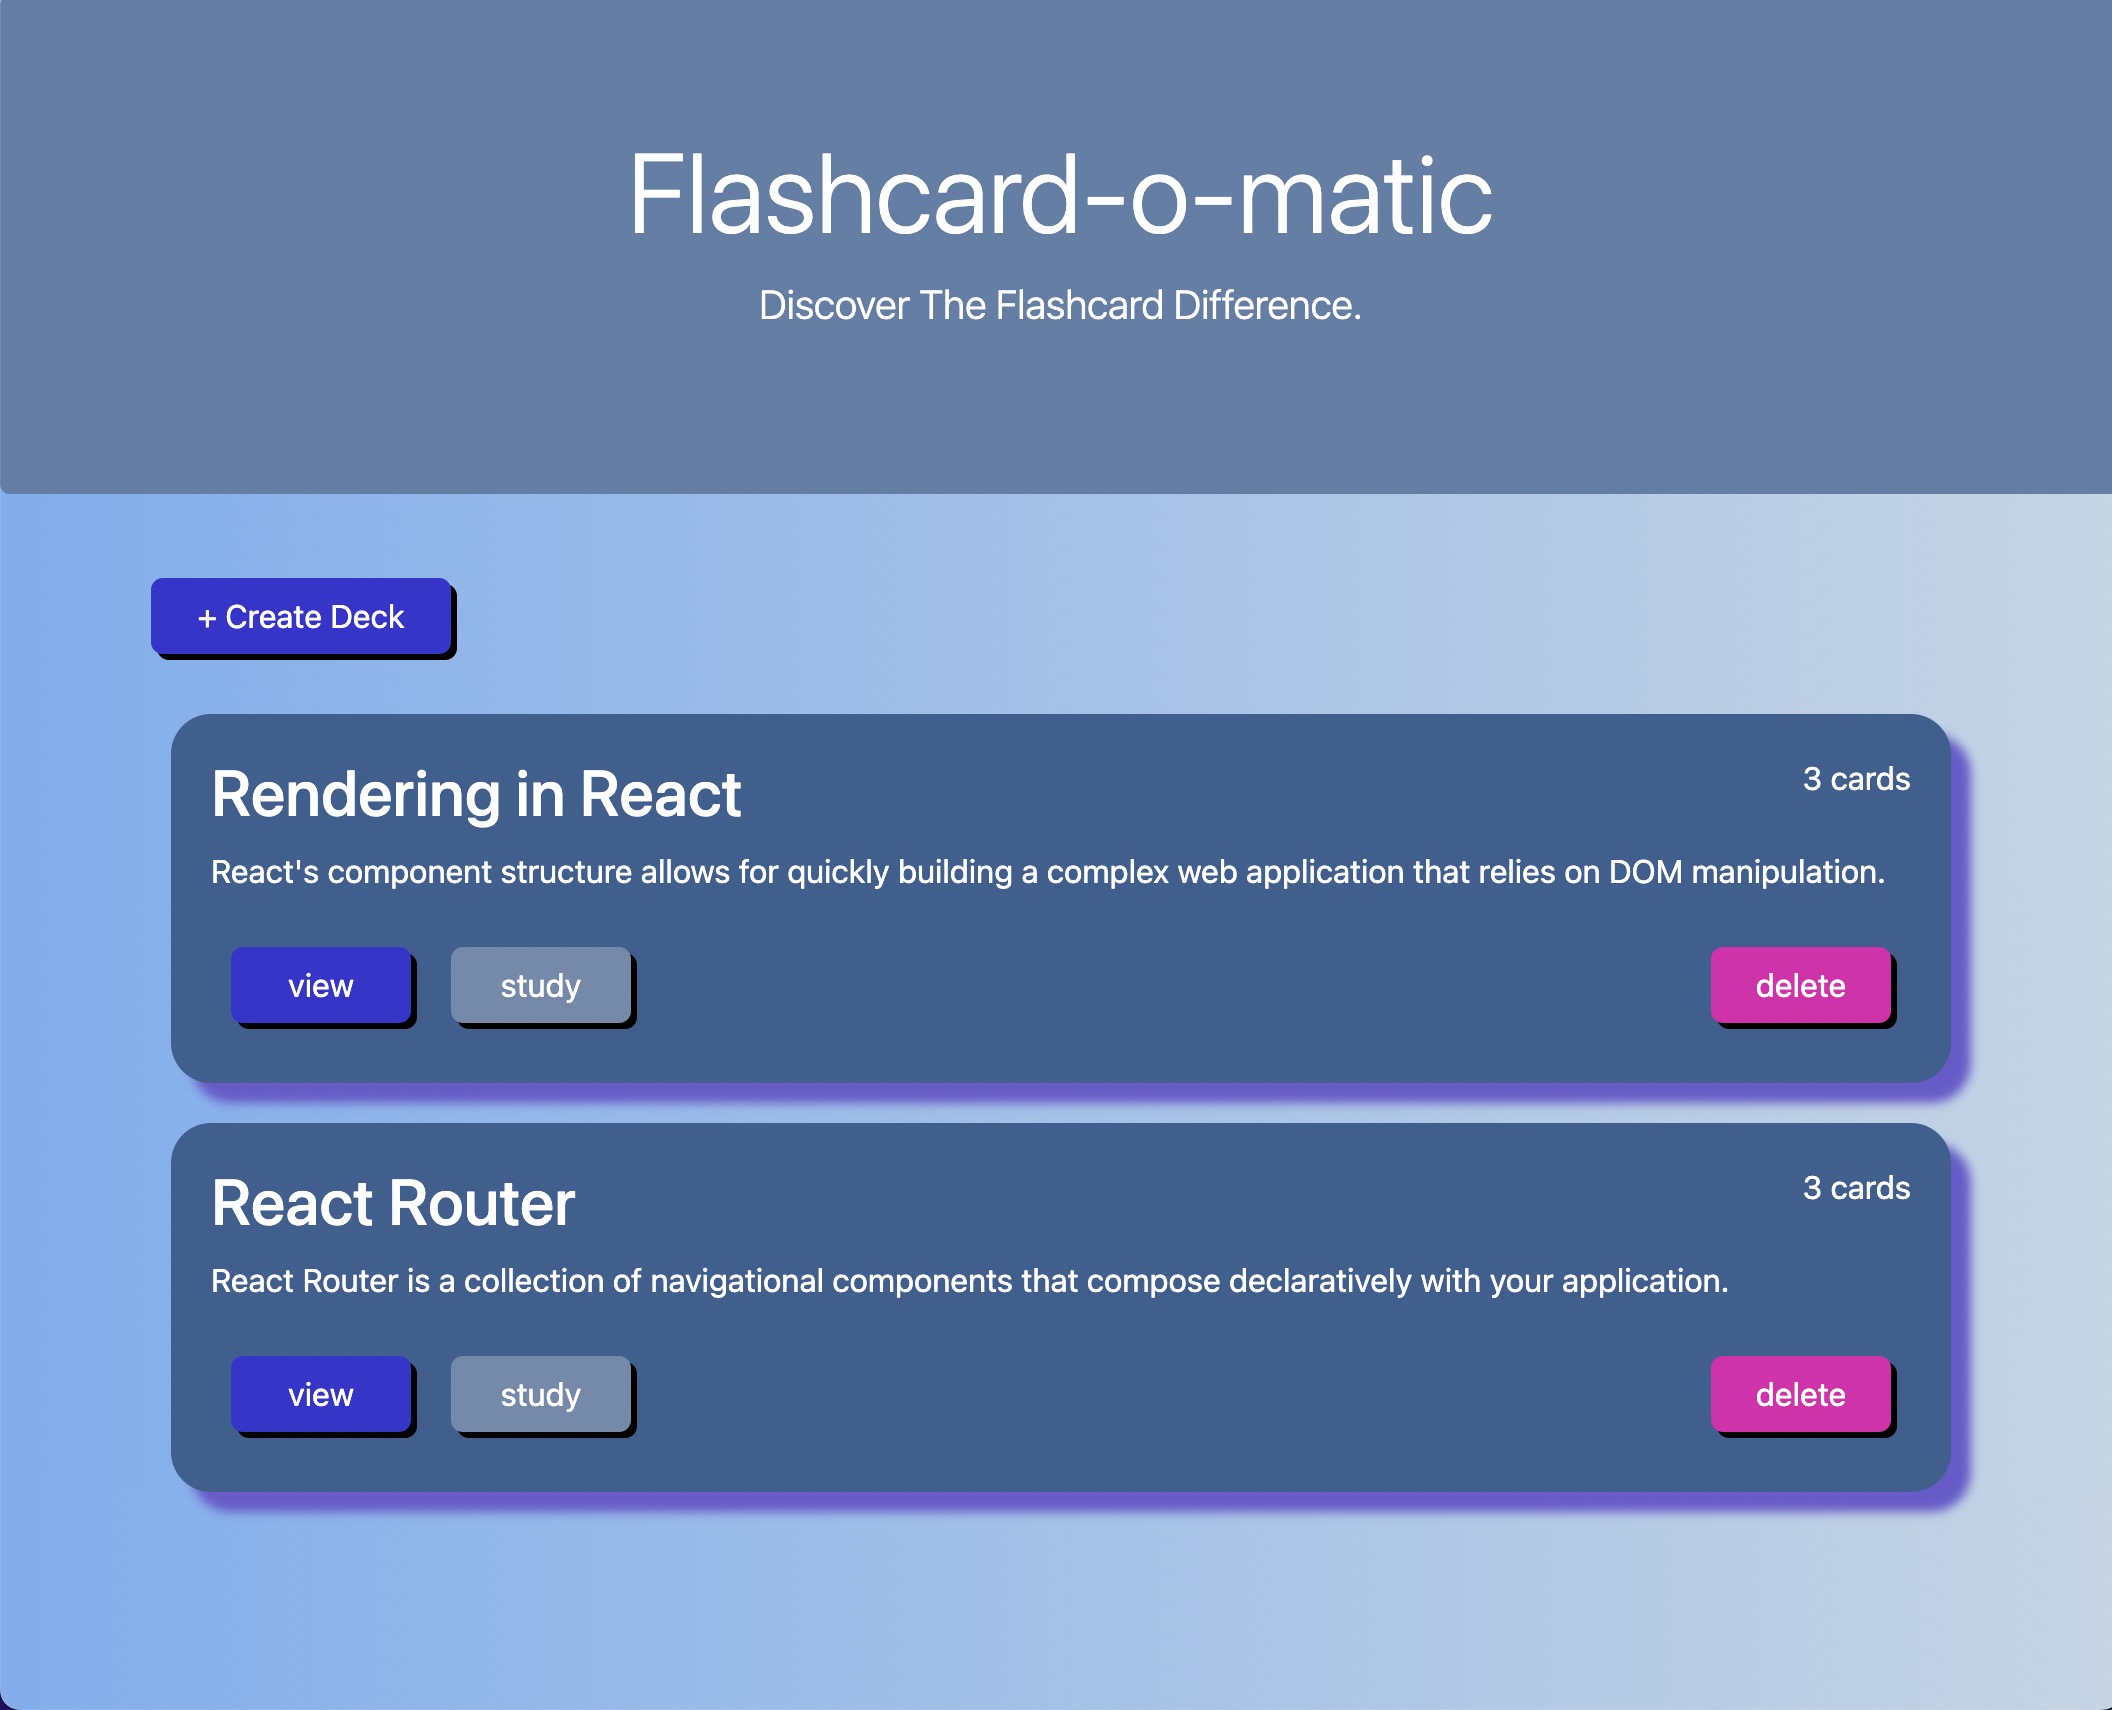 Flashcard-o-matic
Discover The Flashcard Difference.
+ Create Deck
Rendering in React
3 cards
React's component structure allows for quickly building a complex web application that relies on DOM manipulation.
view
study
delete
React Router
3 cards
React Router is a collection of navigational components that compose declaratively with your application.
view
study
delete